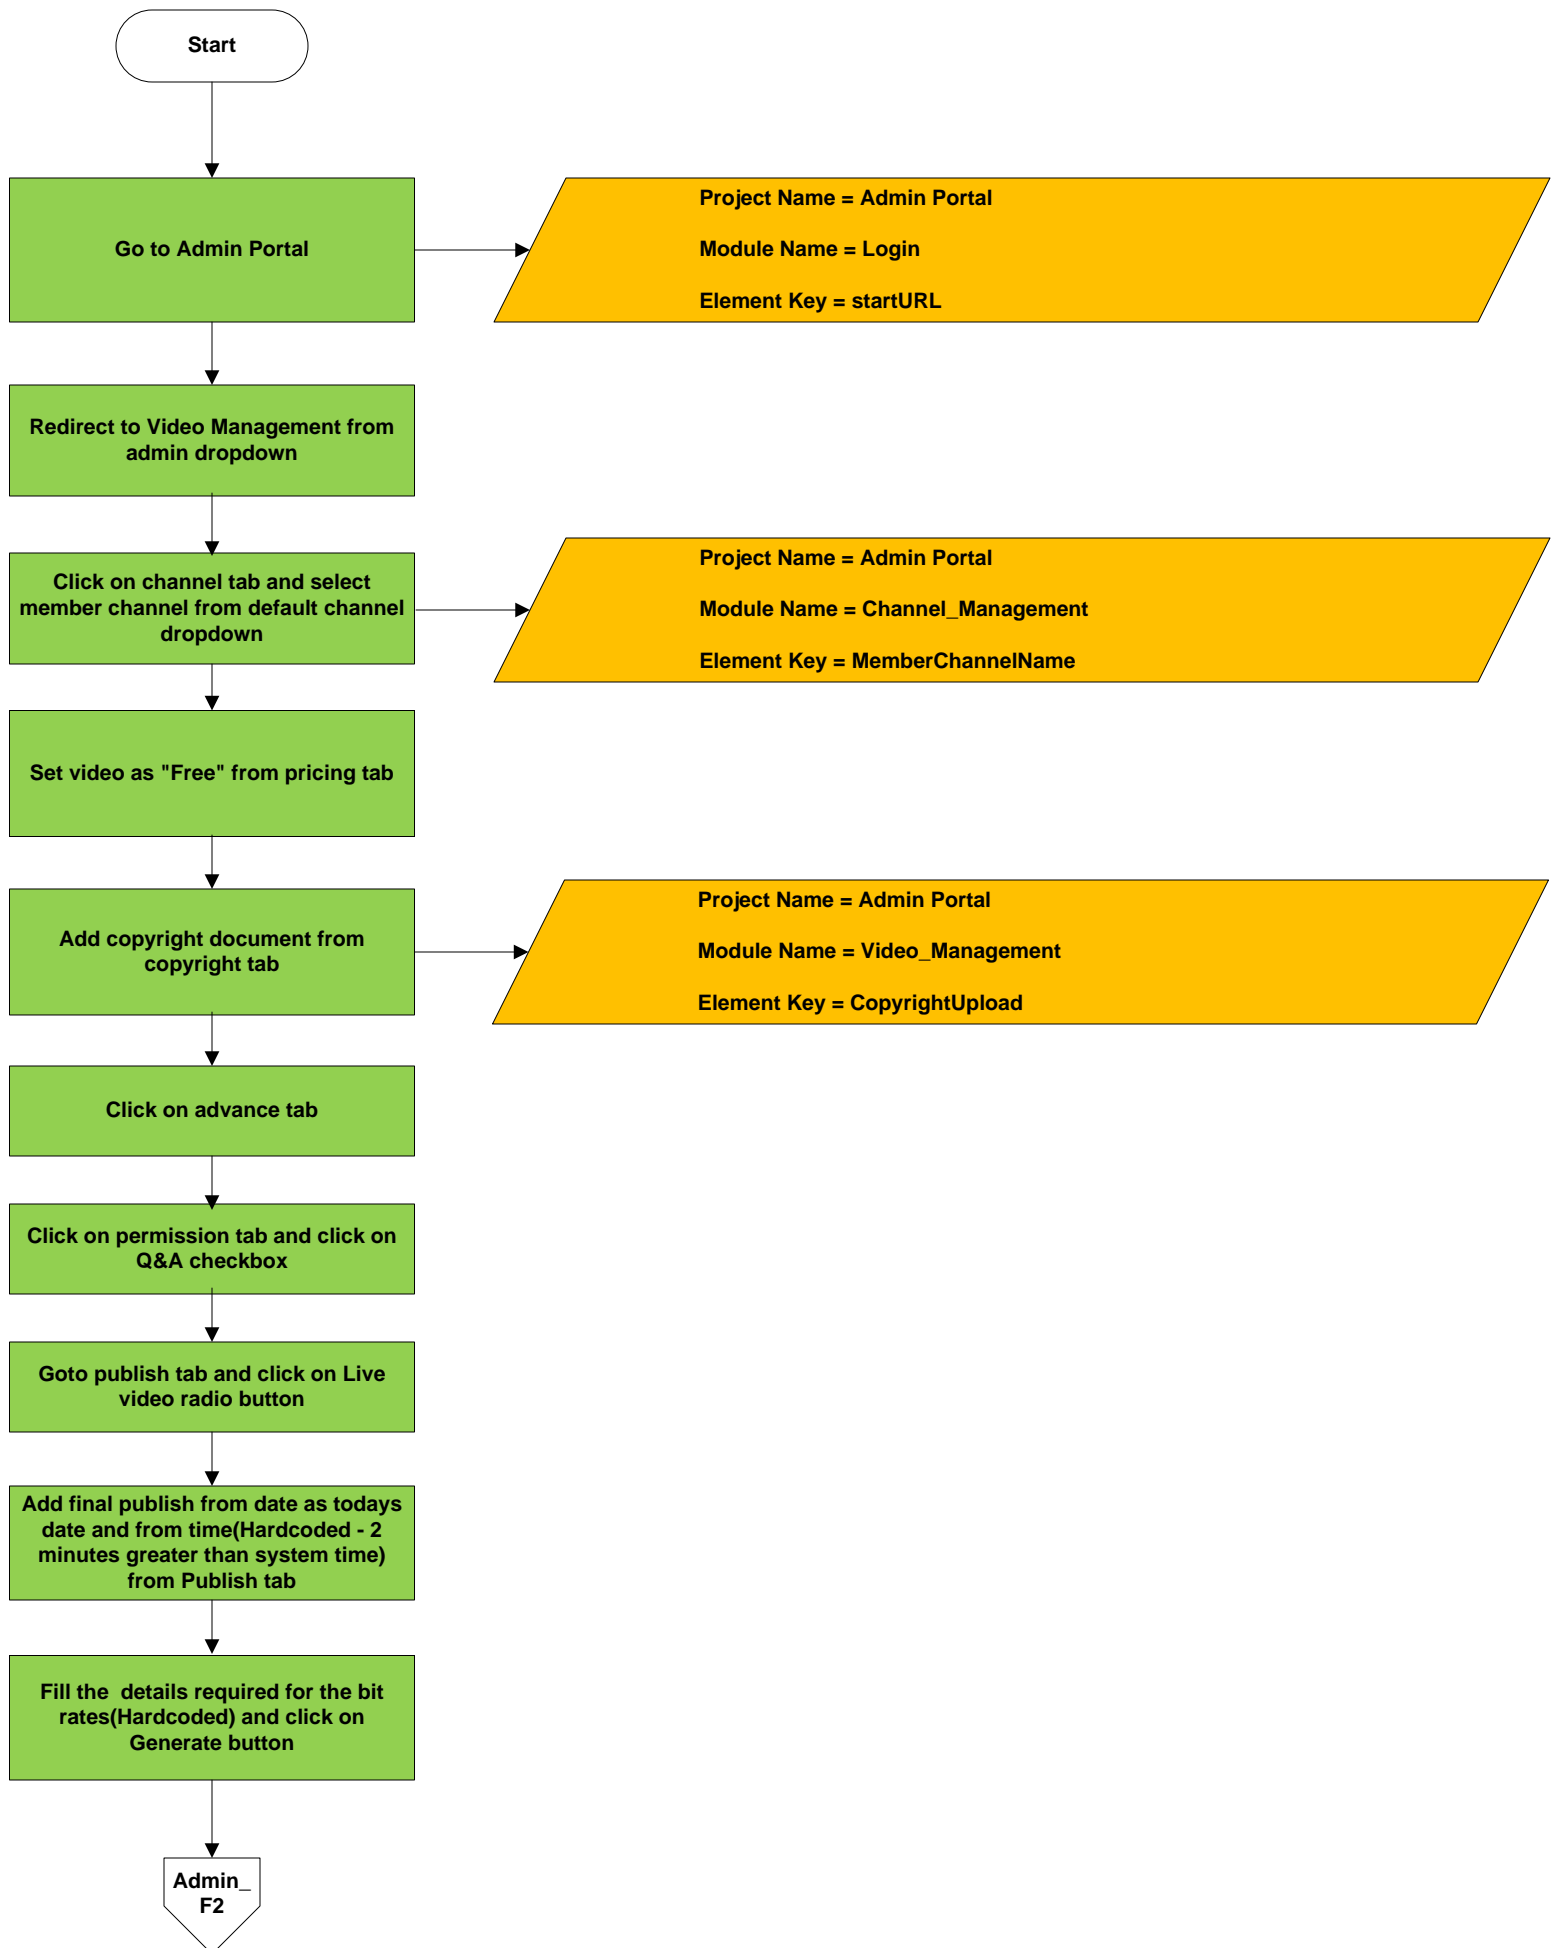 Start
Go to Admin Portal
Project Name = Admin Portal
Module Name = Login
Element Key = startURL
Redirect to Video Management from
admin dropdown
Click on channel tab and select
member channel from default channel
dropdown
Project Name = Admin Portal
Module Name = Channel_Management
Element Key = MemberChannelName
Set video as "Free" from pricing tab
Add copyright document from
copyright tab
Project Name = Admin Portal
Module Name = Video_Management
Element Key = CopyrightUpload
Click on advance tab
Click on permission tab and click on
Q&A checkbox
Goto publish tab and click on Live
video radio button
Add final publish from date as todays
date and from time(Hardcoded - 2
minutes greater than system time)
from Publish tab
Fill the  details required for the bit
rates(Hardcoded) and click on
Generate button
Admin_
F2